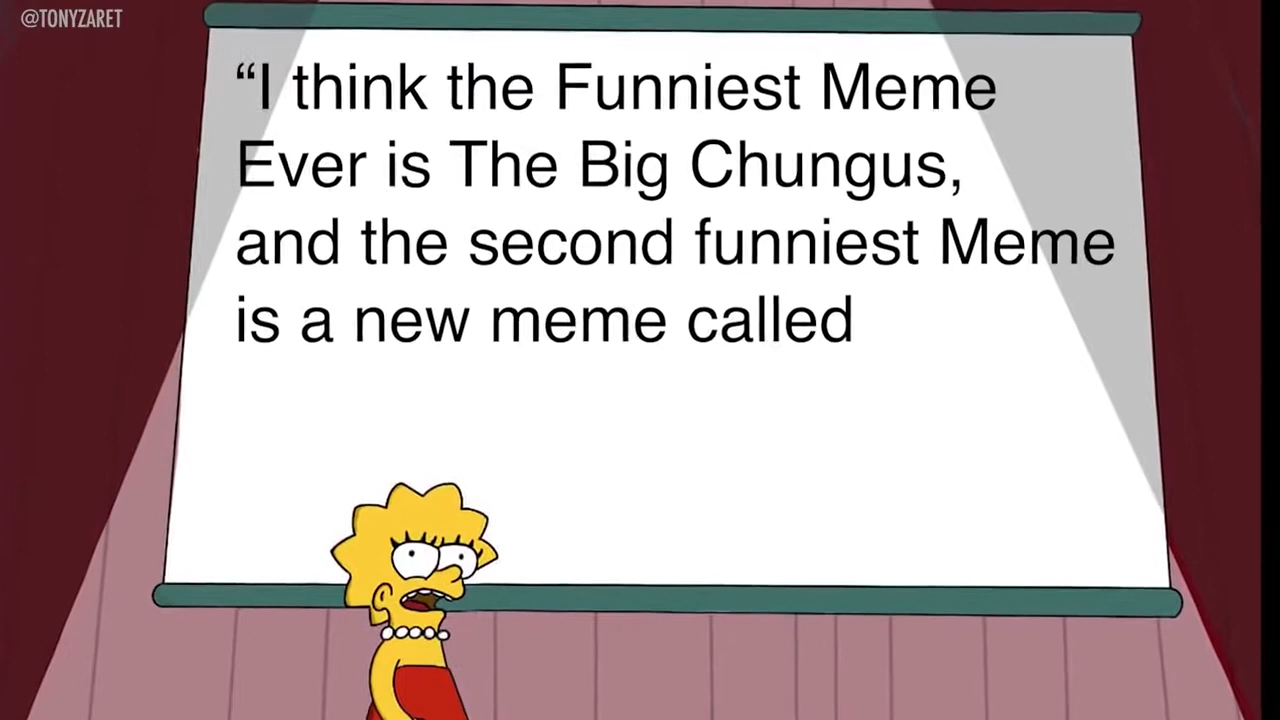 @TONYZARET
“I think the Funniest Meme
Ever is The Big Chungus,
and the second funniest Meme
is a new meme called